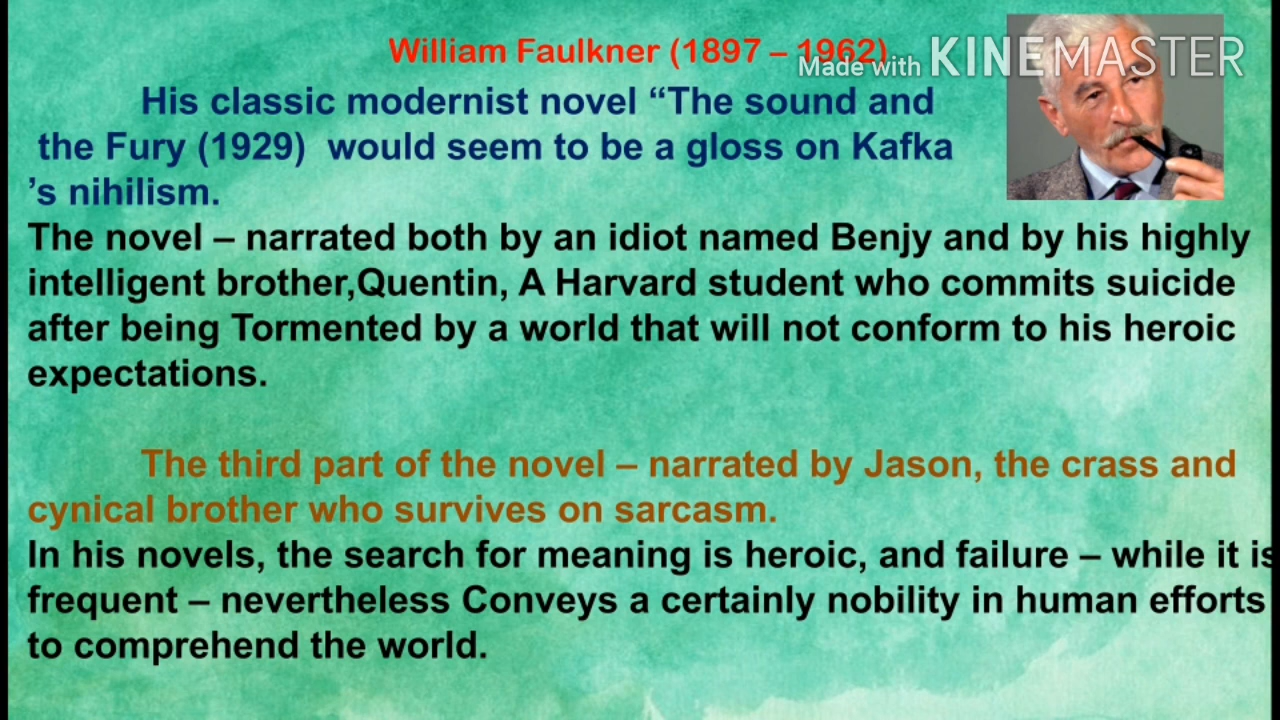 William Faulkner (1897 – 1962)
Made with KINEMASTER
His classic modernist novel “The sound and
the Fury (1929) would seem to be a gloss on Kafka
’s nihilism.
The novel – narrated both by an idiot named Benjy and by his highly
intelligent brother,Quentin, A Harvard student who commits suicide
after being Tormented by a world that will not conform to his heroic
expectations.
The third part of the novel – narrated by Jason, the crass and
cynical brother who survives on sarcasm.
In his novels, the search for meaning is heroic, and failure – while it is
frequent – nevertheless Conveys a certainly nobility in human efforts
to comprehend the world.